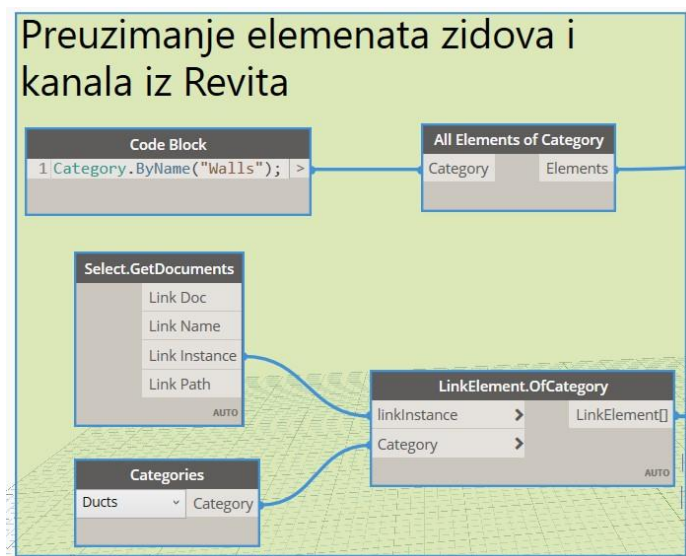 Preuzimanje elemenata zidova i
kanala iz Revita
Code Block
1 Category.ByName("Walls"); >
All Elements of Category
Category Elements
Select.GetDocuments
Link Doc
Link Name
Link Instance
Link Path
AUTO
LinkElement.OfCategory
linkInstance > LinkElement[]
Category >
AUTO
Categories
Ducts Category